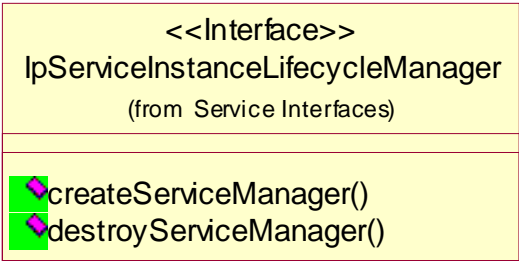 <<Interface>>
IpServiceInstanceLifecycleManager
(from Service Interfaces)
createServiceManager()
destroyServiceManager()